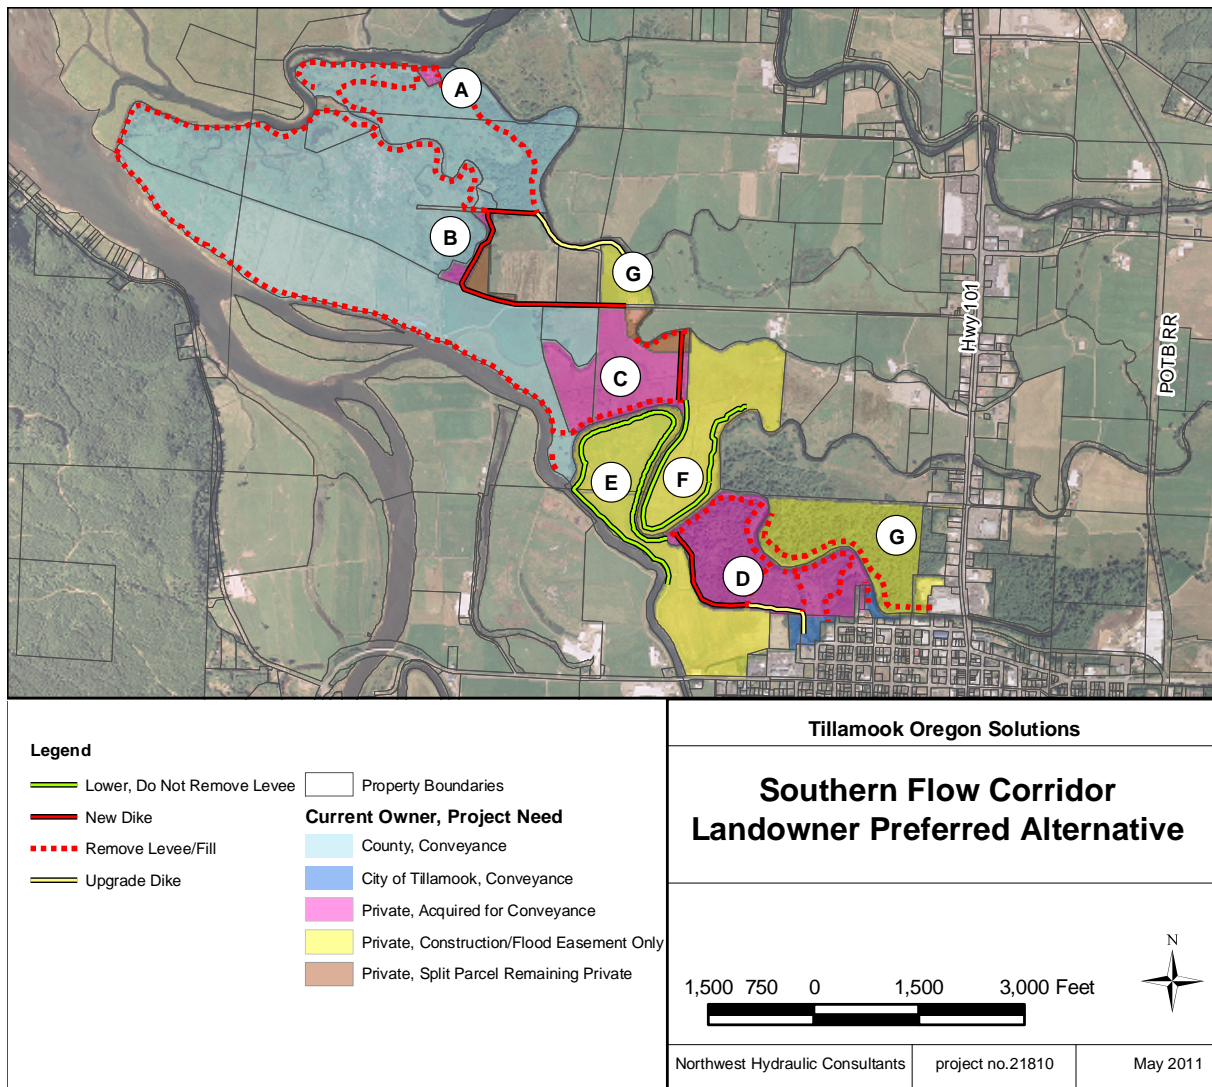 A
B
G
Hwy 101
POTB RR
C
E
F
G
D
Legend
Lower, Do Not Remove Levee
New Dike
Remove Levee/Fill
Upgrade Dike
Property Boundaries
Current Owner, Project Need
County, Conveyance
City of Tillamook, Conveyance
Private, Acquired for Conveyance
Private, Construction/Flood Easement Only
Private, Split Parcel Remaining Private
Tillamook Oregon Solutions
Southern Flow Corridor
Landowner Preferred Alternative
N
1,500 750 0 1,500 3,000 Feet
Northwest Hydraulic Consultants project no.21810 May 2011